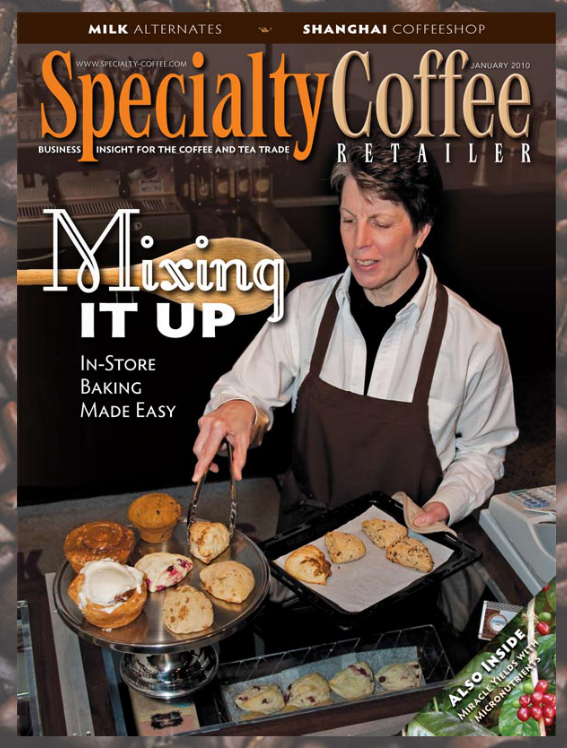 MILK ALTERNATES SHANGHAI COFFEESHOP
WWW.SPECIALTY-COFFEE.COM
JANUARY 2010
SpecialtyCoffee
BUSINESS INSIGHT FOR THE COFFEE AND TEA TRADE
RETAILER
Mixing
IT UP
IN-STORE
BAKING
MADE EASY
ALSO INSIDE
MIRACLE YIELDS WITH
MICRONUTRIENTS